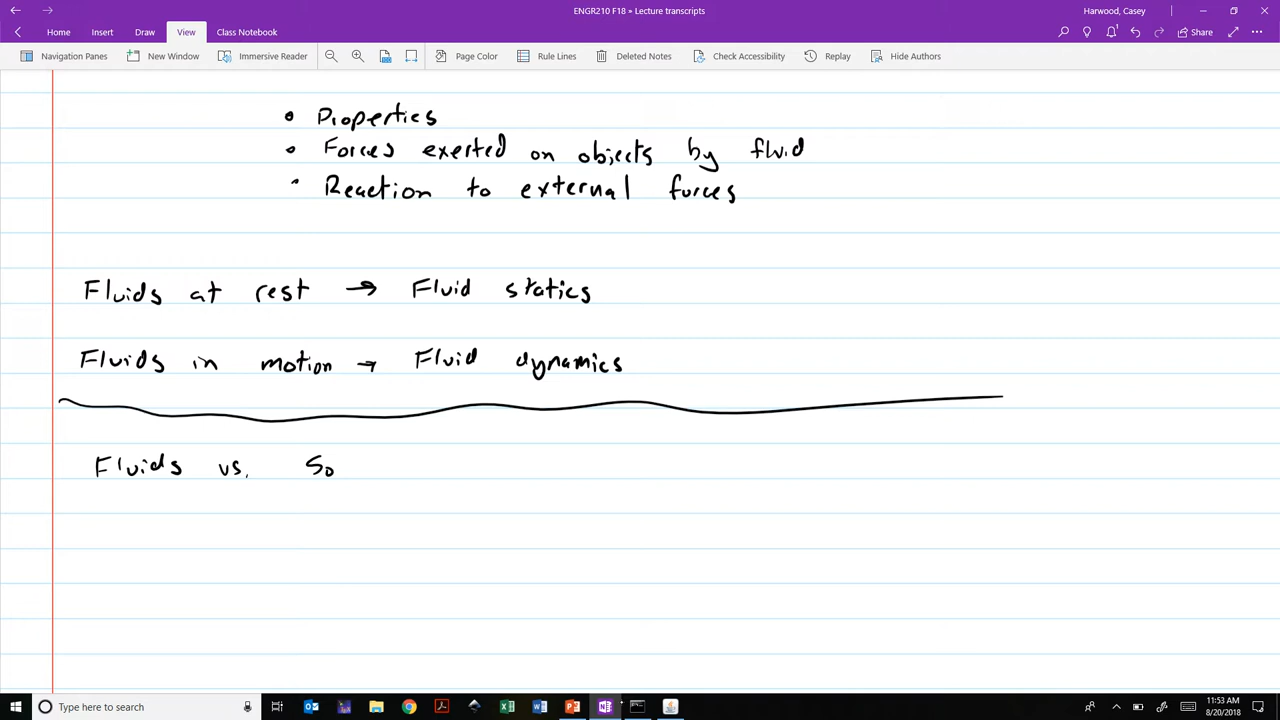 ENGR210 F18 » Lecture transcripts
Harwood, Casey
Home Insert Draw View Class Notebook
Share
Navigation Panes New Window Immersive Reader Page Color Rule Lines Deleted Notes Check Accessibility Replay Hide Authors
• Properties
• Forces exerted on objects by fluid
• Reaction to external forces
Fluids at rest → Fluid statics
Fluids in motion → Fluid dynamics
Fluids vs. So
Type here to search
11:53 AM
8/20/2018